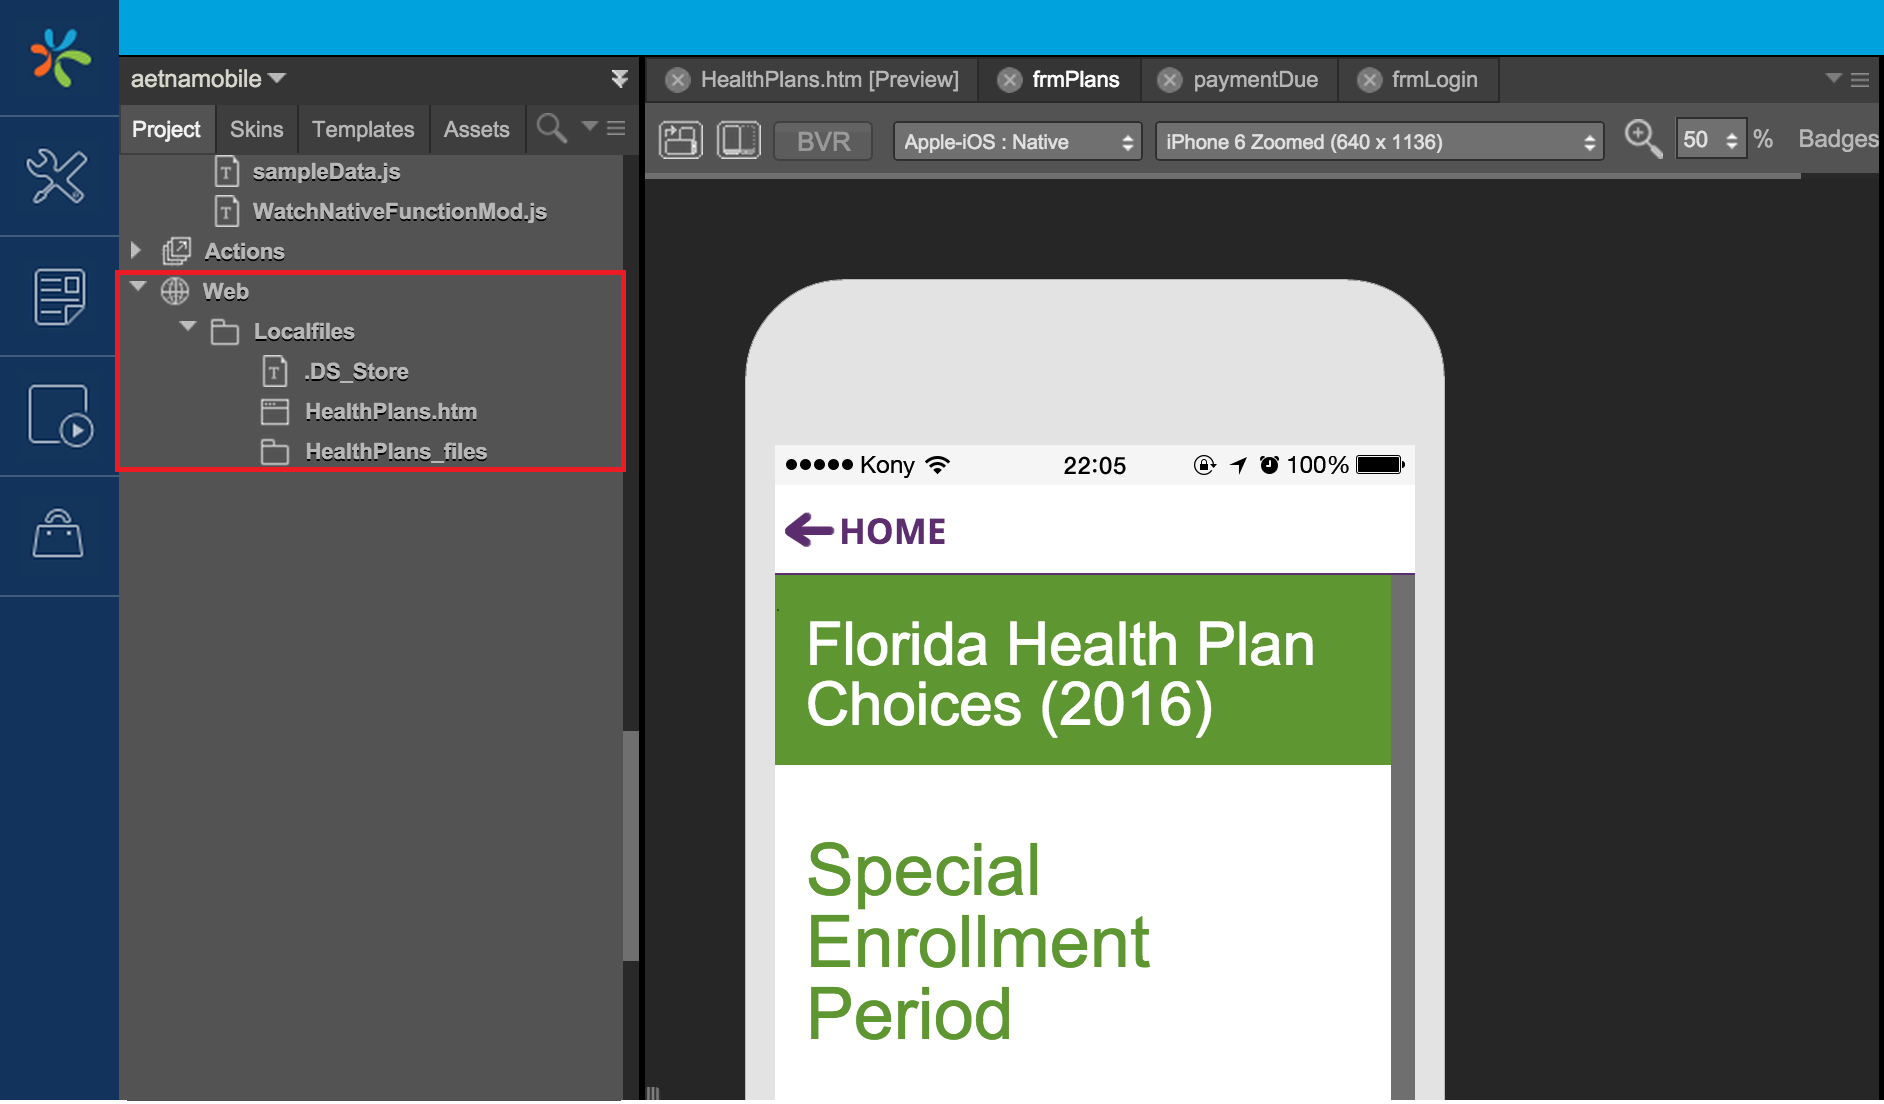 aetnamobile
HealthPlans.htm [Preview] frmPlans paymentDue frmLogin
Project Skins Templates Assets
BVR Apple-iOS : Native iPhone 6 Zoomed (640 x 1136) 50 % Badges
T sampleData.js
T WatchNativeFunctionMod.js
Actions
Web
Localfiles
T .DS_Store
HealthPlans.htm
HealthPlans_files
Kony 22:05 100%
HOME
Florida Health Plan
Choices (2016)
Special
Enrollment
Period